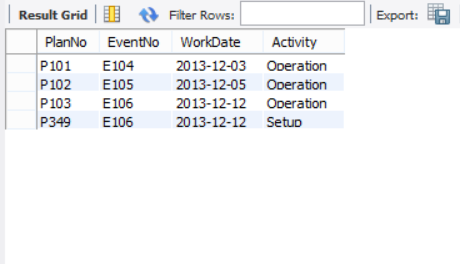 Result Grid Filter Rows: Export:
PlanNo EventNo WorkDate Activity
P101 E104 2013-12-03 Operation
P102 E105 2013-12-05 Operation
P103 E106 2013-12-12 Operation
P349 E106 2013-12-12 Setup